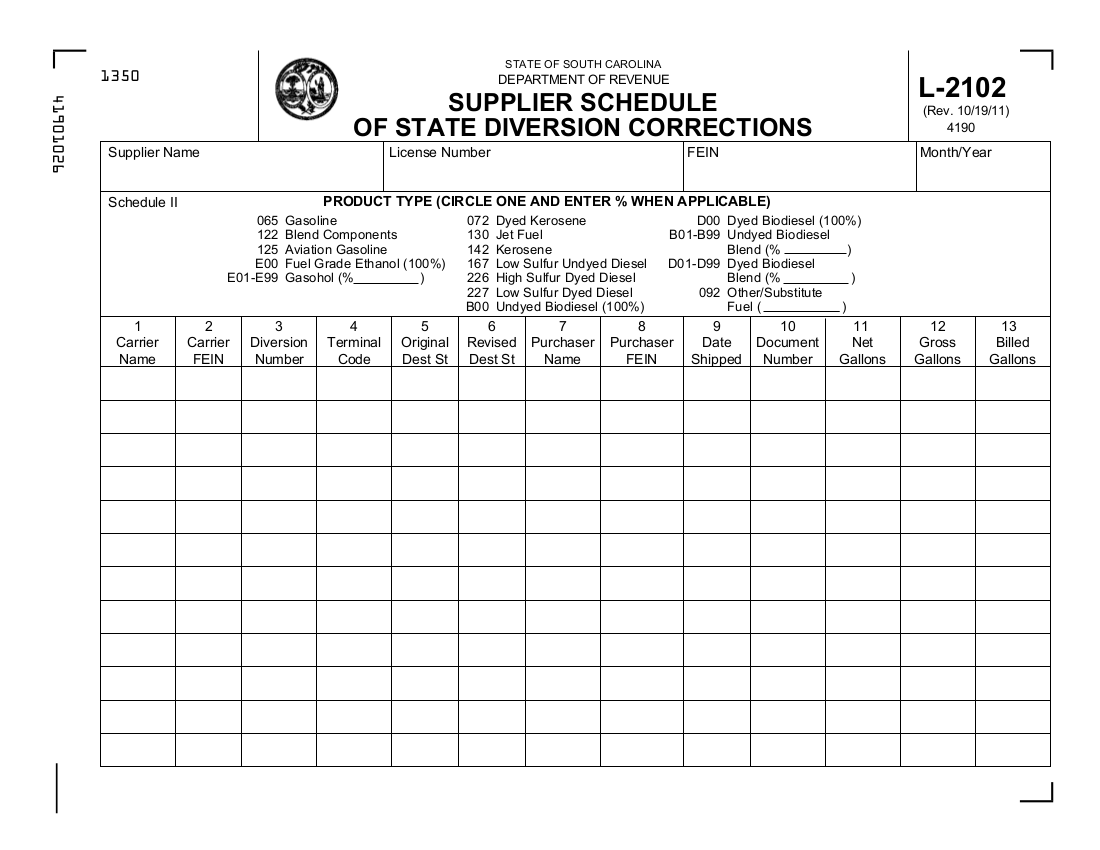 1350
STATE OF SOUTH CAROLINA
DEPARTMENT OF REVENUE
SUPPLIER SCHEDULE
OF STATE DIVERSION CORRECTIONS
L-2102
(Rev. 10/19/11)
4190
41901026
Supplier Name
License Number
FEIN
Month/Year
Schedule II
PRODUCT TYPE (CIRCLE ONE AND ENTER % WHEN APPLICABLE)
065 Gasoline
122 Blend Components
125 Aviation Gasoline
E00 Fuel Grade Ethanol (100%)
E01-E99 Gasohol (%_________)
072 Dyed Kerosene
130 Jet Fuel
142 Kerosene
167 Low Sulfur Undyed Diesel
226 High Sulfur Dyed Diesel
227 Low Sulfur Dyed Diesel
B00 Undyed Biodiesel (100%)
D00 Dyed Biodiesel (100%)
B01-B99 Undyed Biodiesel
Blend (% _________)
D01-D99 Dyed Biodiesel
Blend (% _________)
092 Other/Substitute
Fuel ( ___________)
1 2 3 4 5 6 7 8 9 10 11 12 13
Carrier Carrier Diversion Terminal Original Revised Purchaser Purchaser Date Document Net Gross Billed
Name FEIN Number Code Dest St Dest St Name FEIN Shipped Number Gallons Gallons Gallons